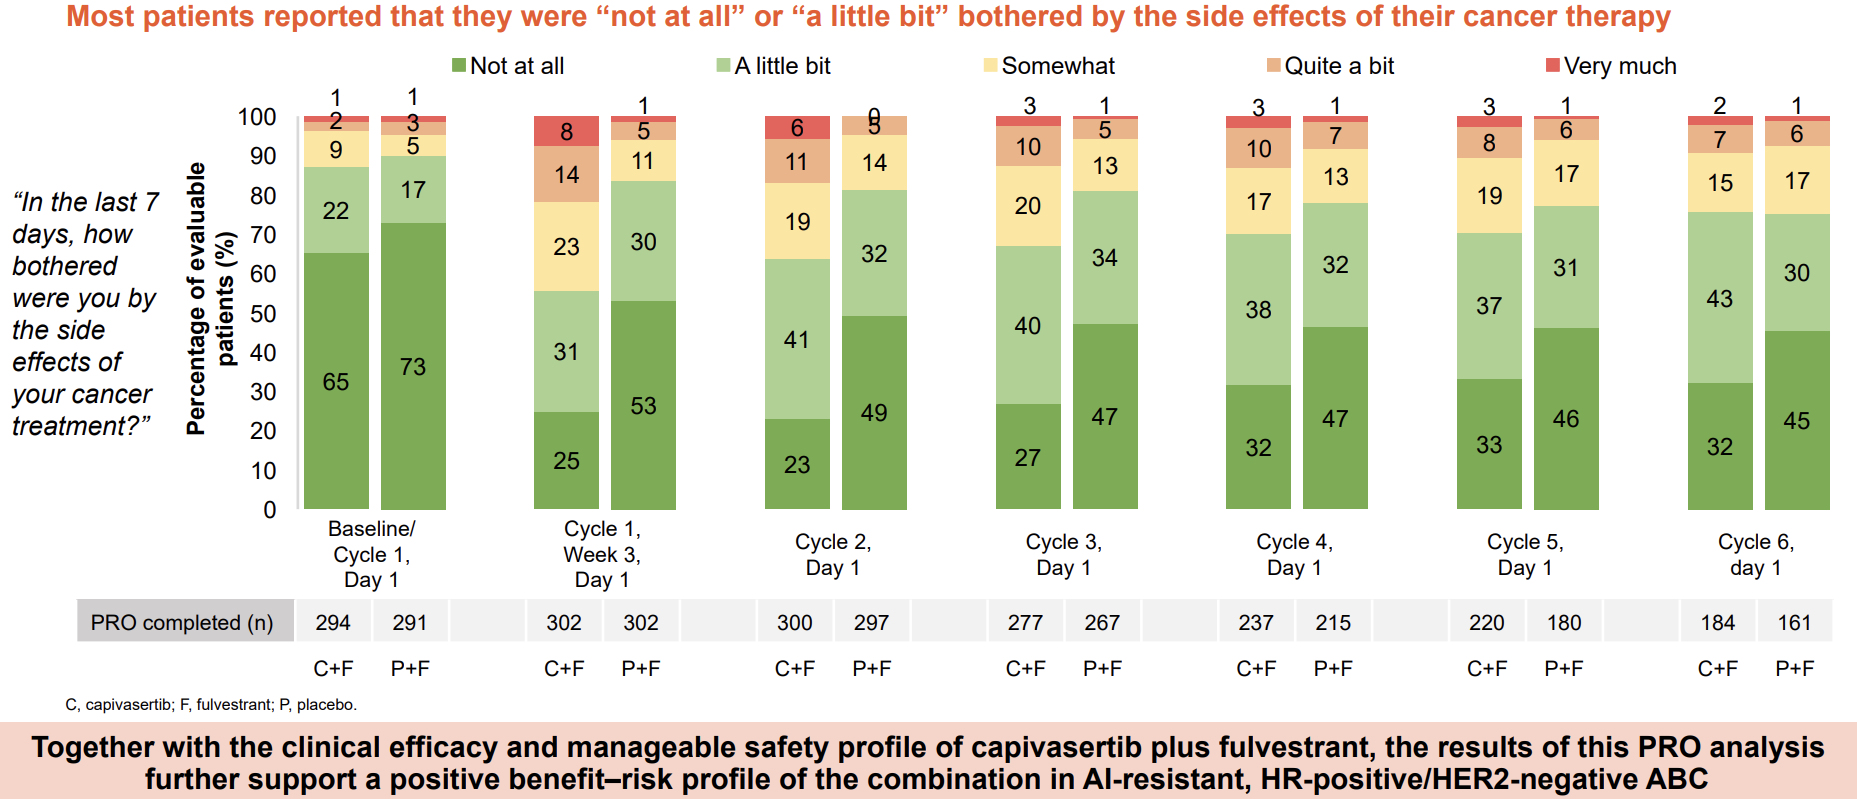 Most patients reported that they were “not at all” or “a little bit” bothered by the side effects of their cancer therapy
Not at all
A little bit
Somewhat
Quite a bit
Very much
“In the last 7
days, how
bothered
were you by
the side
effects of
your cancer
treatment?”
Percentage of evaluable
patients (%)
100
90
80
70
60
50
40
30
20
10
0
1
2
9
22
65
1
3
5
17
73
8
14
23
31
25
1
5
11
30
53
6
11
19
41
23
0
5
14
32
49
3
10
20
40
27
1
5
13
34
47
3
10
17
38
32
1
7
13
32
47
3
8
19
37
33
1
6
17
31
46
2
7
15
43
32
1
6
17
30
45
Baseline/
Cycle 1,
Day 1
Cycle 1,
Week 3,
Day 1
Cycle 2,
Day 1
Cycle 3,
Day 1
Cycle 4,
Day 1
Cycle 5,
Day 1
Cycle 6,
day 1
PRO completed (n) 294 291 302 302 300 297 277 267 237 215 220 180 184 161
C+F P+F C+F P+F C+F P+F C+F P+F C+F P+F C+F P+F C+F P+F
C, capivasertib; F, fulvestrant; P, placebo.
Together with the clinical efficacy and manageable safety profile of capivasertib plus fulvestrant, the results of this PRO analysis
further support a positive benefit–risk profile of the combination in AI-resistant, HR-positive/HER2-negative ABC